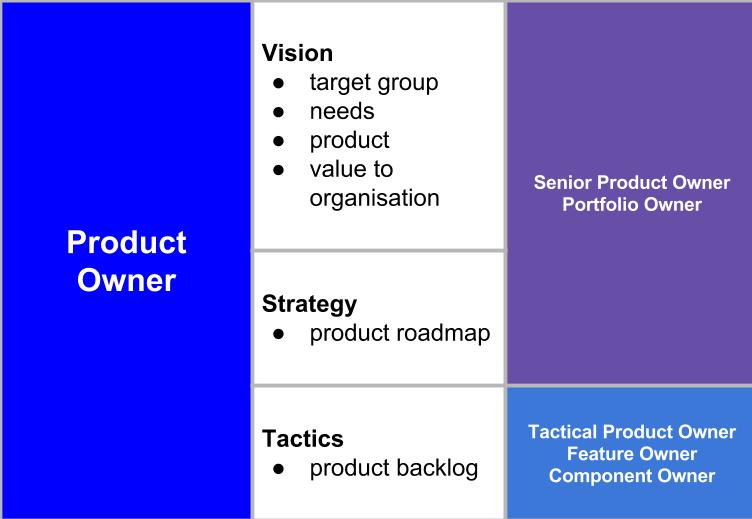 Product
Owner
Vision
● target group
● needs
● product
● value to
organisation
Strategy
● product roadmap
Tactics
● product backlog
Senior Product Owner
Portfolio Owner
Tactical Product Owner
Feature Owner
Component Owner